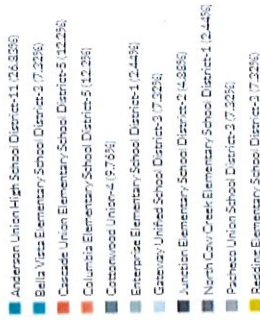 Anderson Union High School District-11 (26.83%)
Bella Vista Elementary School District-3 (7.32%)
Cascade Union Elementary School District-5 (12.2%)
Columbia Elementary School District-5 (12.2%)
Cottonwood Union-4 (9.76%)
Enterprise Elementary School District-1 (2.44%)
Gateway Unified School District-3 (7.32%)
Junction Elementary School District-2 (4.88%)
North Cow Creek Elementary School District-1 (2.44%)
Pacheco Union School District-3 (7.32%)
Redding Elementary School District-3 (7.32%)